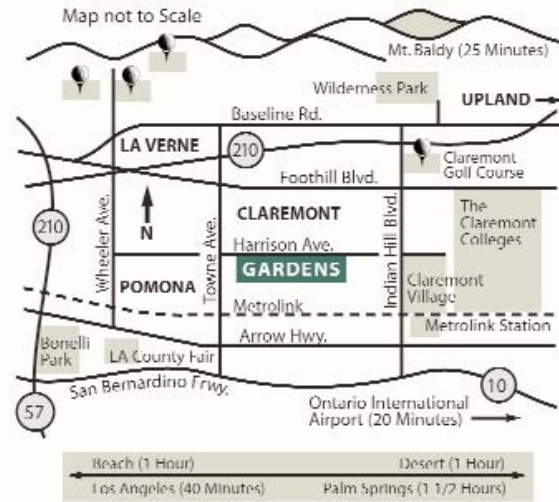 Map not to Scale
Mt. Baldy (25 Minutes)
Wilderness Park
UPLAND
Baseline Rd.
LA VERNE
210
Claremont
Golf Course
Foothill Blvd.
210
N
Wheeler Ave.
Towne Ave.
CLAREMONT
Indian Hill Blvd.
The
Claremont
Colleges
Harrison Ave.
GARDENS
POMONA
Claremont
Village
Metrolink
Metrolink Station
Arrow Hwy.
Bonelli
Park
LA County Fair
San Bernardino Frwy.
10
57
Ontario International
Airport (20 Minutes)
Beach (1 Hour)
Desert (1 Hour)
Los Angeles (40 Minutes)
Palm Springs (1 1/2 Hours)